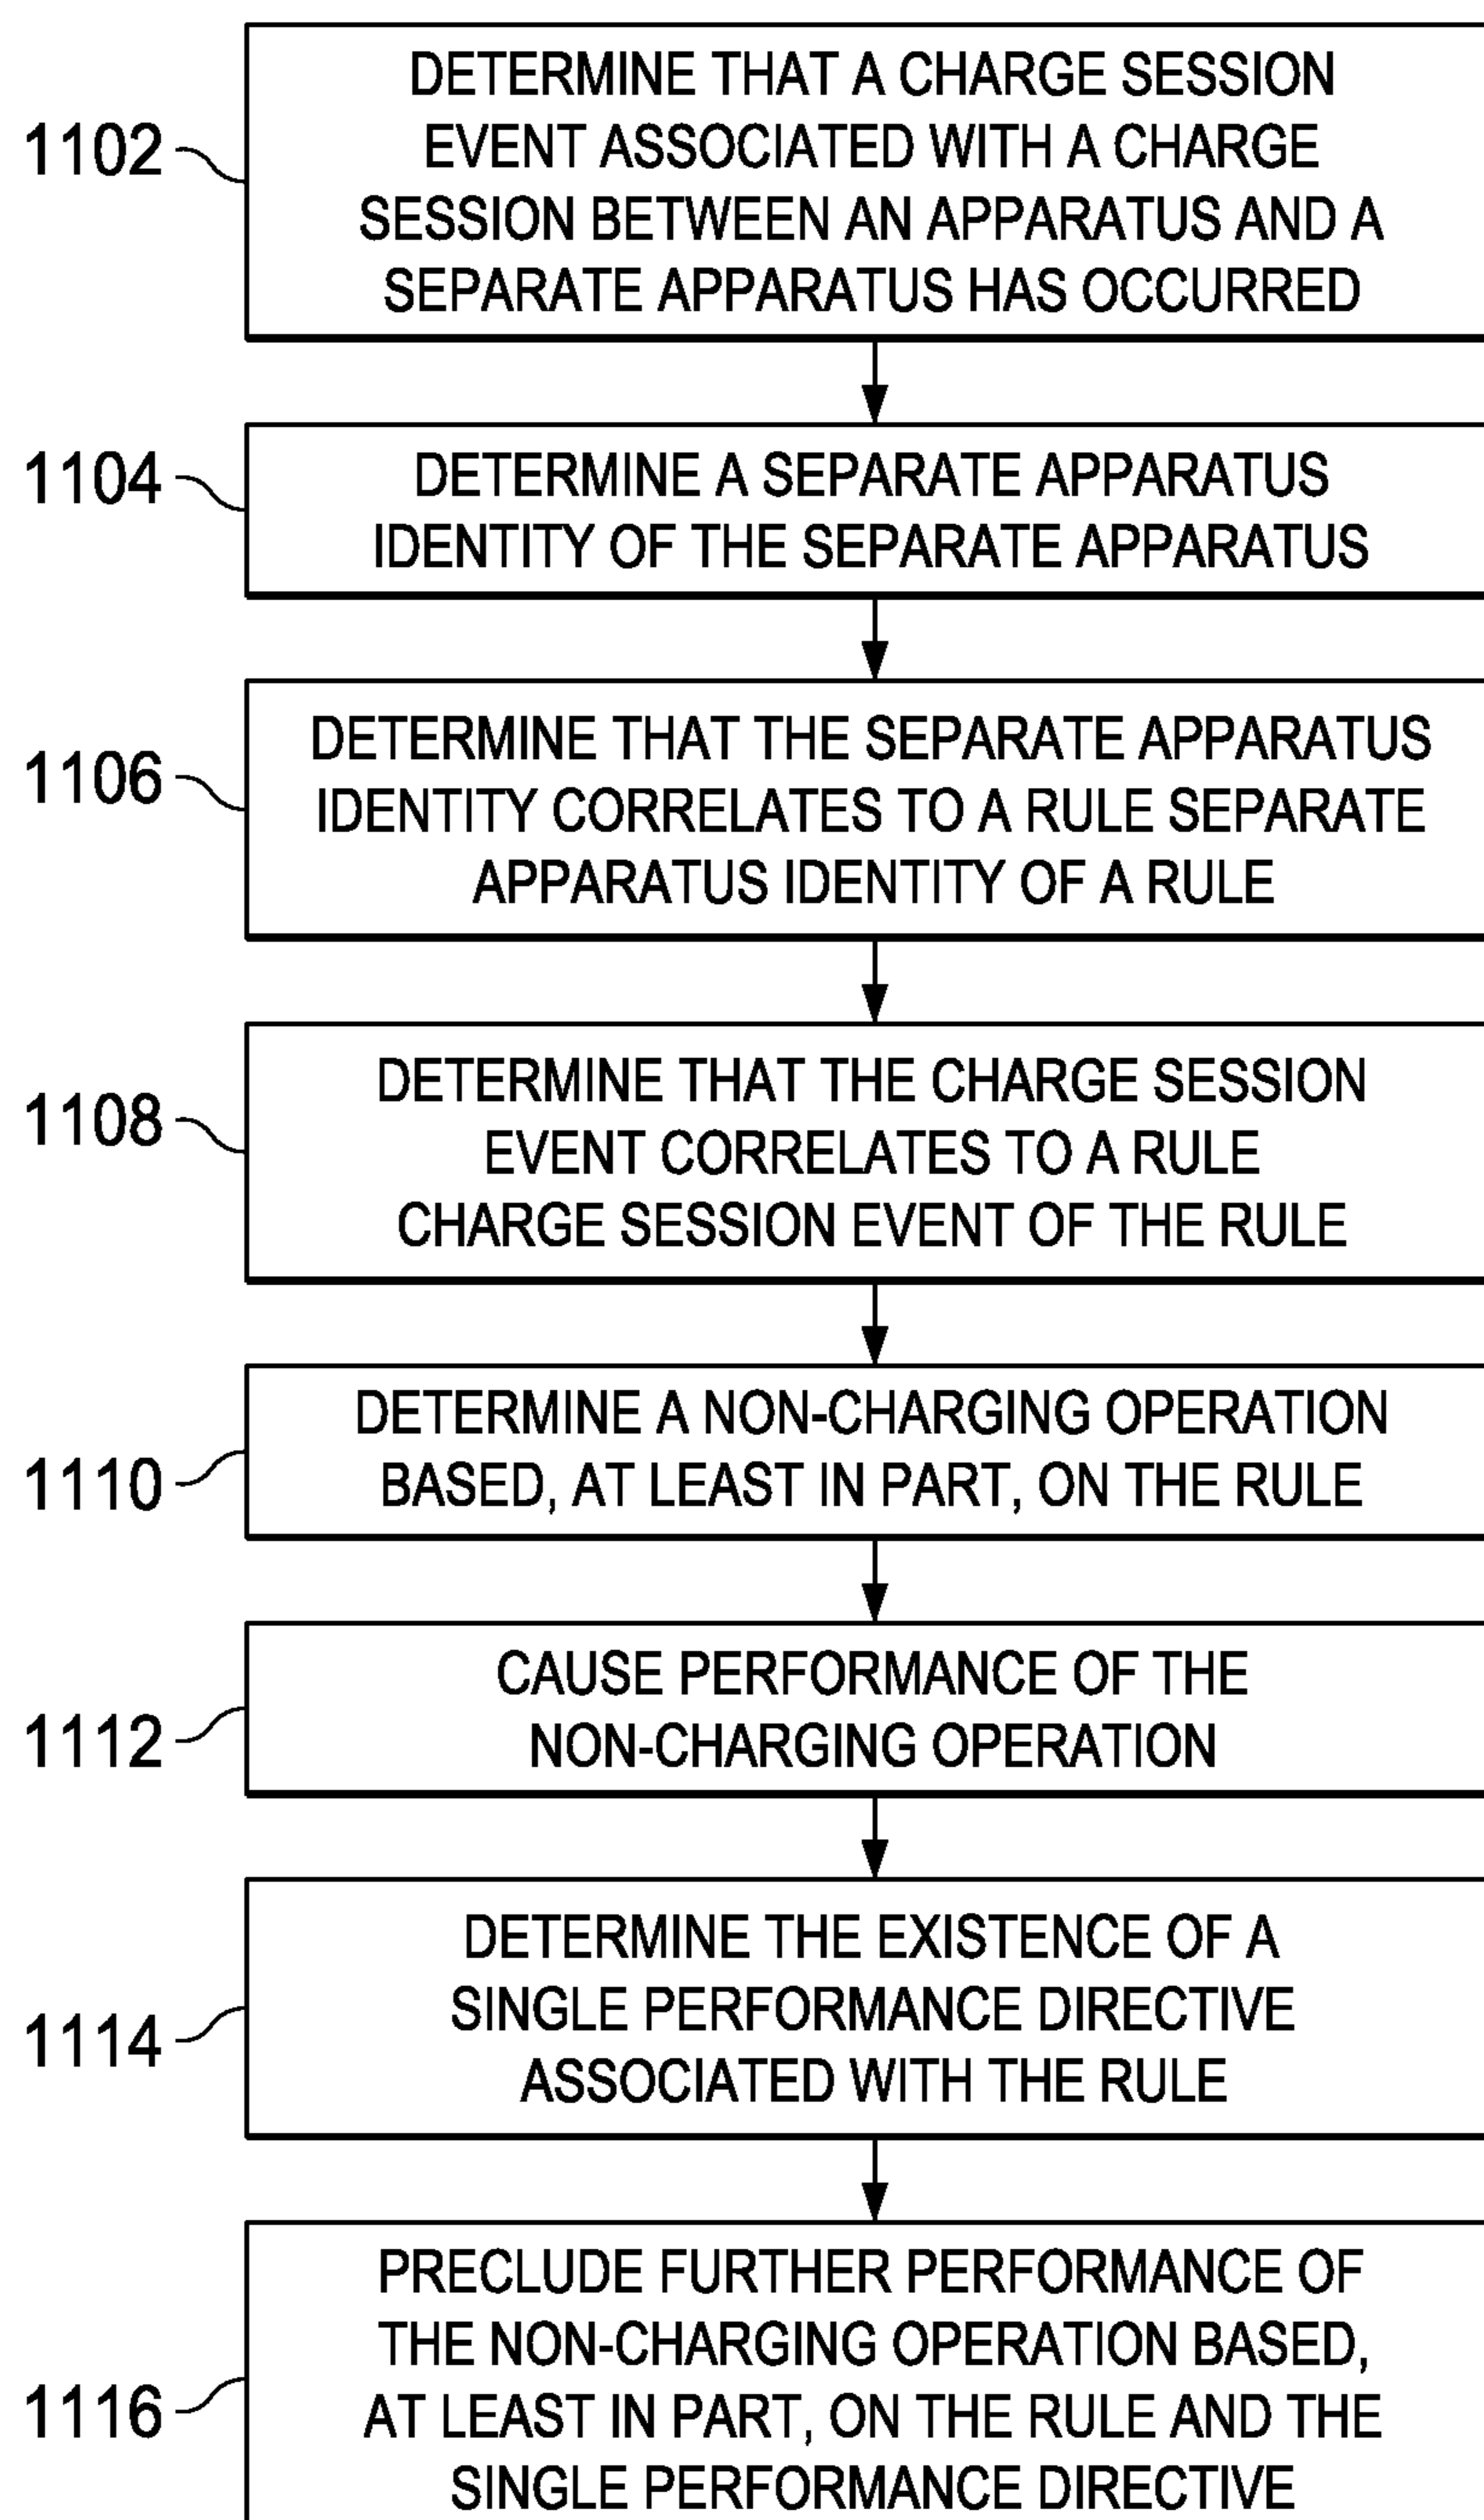 DETERMINE THAT A CHARGE SESSION
EVENT ASSOCIATED WITH A CHARGE
1102
SESSION BETWEEN AN APPARATUS AND A
SEPARATE APPARATUS HAS OCCURRED
1104
DETERMINE A SEPARATE APPARATUS
IDENTITY OF THE SEPARATE APPARATUS
DETERMINE THAT THE SEPARATE APPARATUS
1106
IDENTITY CORRELATES TO A RULE SEPARATE
APPARATUS IDENTITY OF A RULE
DETERMINE THAT THE CHARGE SESSION
1108
EVENT CORRELATES TO A RULE
CHARGE SESSION EVENT OF THE RULE
DETERMINE A NON-CHARGING OPERATION
1110
BASED, AT LEAST IN PART, ON THE RULE
CAUSE PERFORMANCE OF THE
1112
NON-CHARGING OPERATION
DETERMINE THE EXISTENCE OF A
SINGLE PERFORMANCE DIRECTIVE
1114
ASSOCIATED WITH THE RULE
PRECLUDE FURTHER PERFORMANCE OF
THE NON-CHARGING OPERATION BASED,
1116
AT LEAST IN PART, ON THE RULE AND THE
SINGLE PERFORMANCE DIRECTIVE